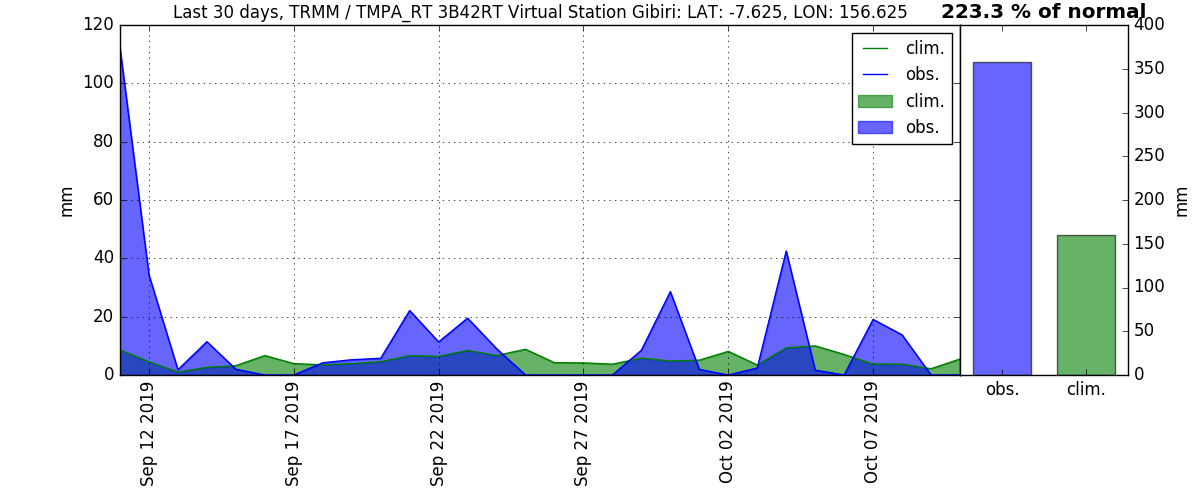 Last 30 days, TRMM / TMPA_RT 3B42RT Virtual Station Gibiri: LAT: -7.625, LON: 156.625
223.3 % of normal
120
100
80
60
40
20
0
mm
clim.
obs.
clim.
obs.
Sep 12 2019
Sep 17 2019
Sep 22 2019
Sep 27 2019
Oct 02 2019
Oct 07 2019
400
350
300
250
200
150
100
50
0
mm
obs.
clim.